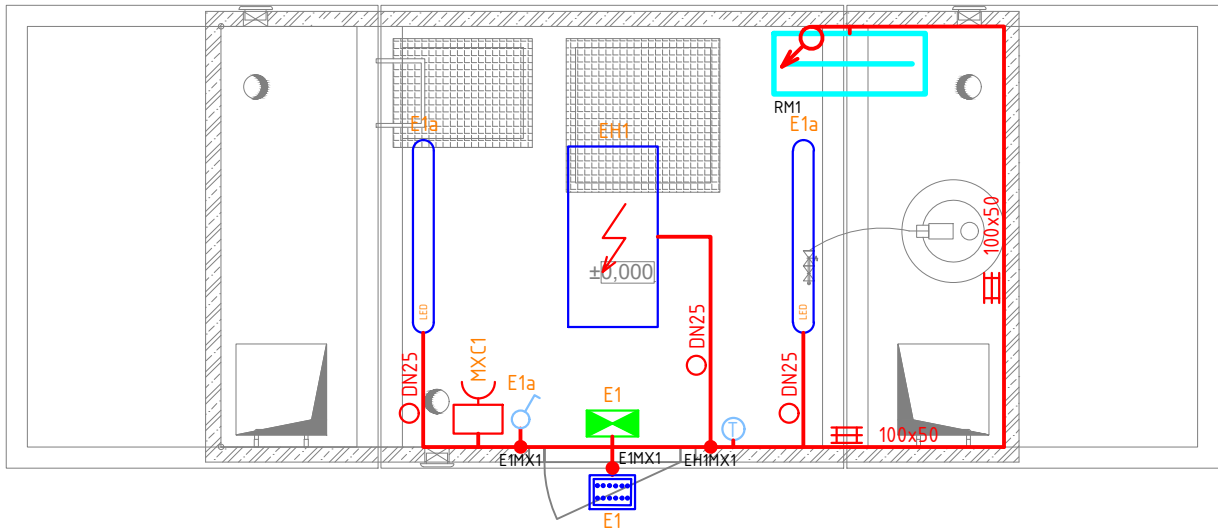 RM1
E1a
EH1
E1a
100x50
±0,000
LED
LED
DN25
DN25
MXC1
DN25
E1a
E1
T
100x50
E1MX1
E1MX1
EH1MX1
E1